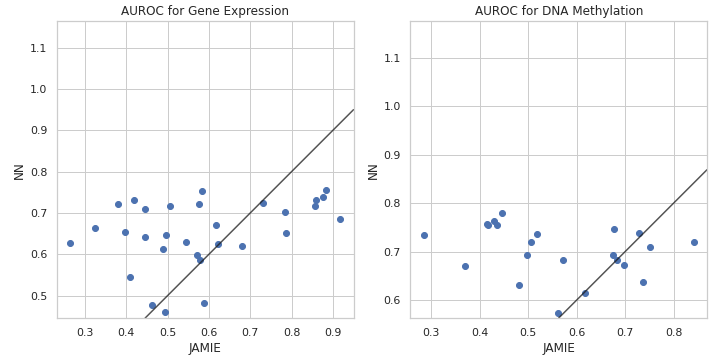 AUROC for Gene Expression
AUROC for DNA Methylation
1.1
1.0
0.9
0.8
0.7
0.6
0.5
NN
0.3 0.4 0.5 0.6 0.7 0.8 0.9
JAMIE
1.1
1.0
0.9
0.8
0.7
0.6
NN
0.3 0.4 0.5 0.6 0.7 0.8
JAMIE